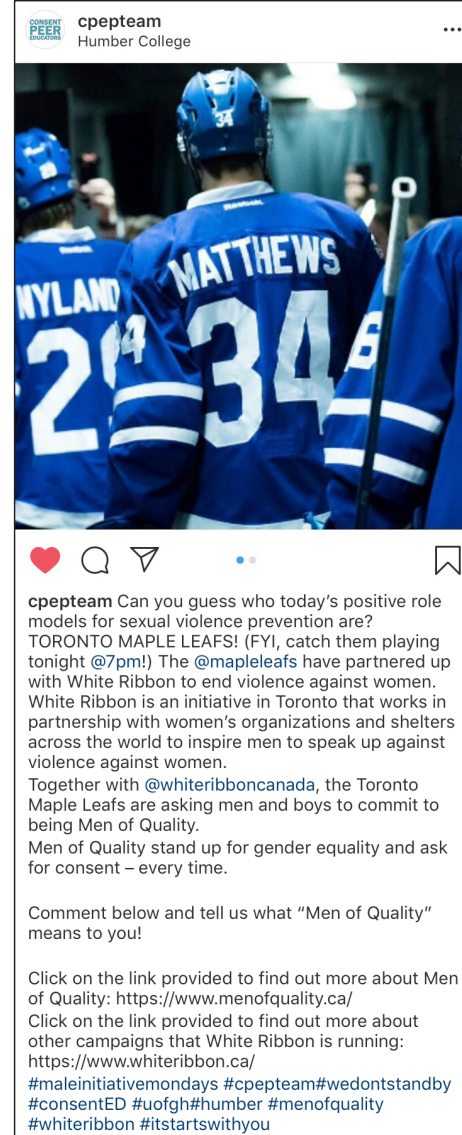 CONSENT
PEER
EDUCATORS
cpepteam
Humber College
34
Reebok
Reebok
NYLAND
MATTHEWS
29
34
34
6
cpepteam Can you guess who today's positive role
models for sexual violence prevention are?
TORONTO MAPLE LEAFS! (FYI, catch them playing
tonight @7pm!) The @mapleleafs have partnered up
with White Ribbon to end violence against women.
White Ribbon is an initiative in Toronto that works in
partnership with women's organizations and shelters
across the world to inspire men to speak up against
violence against women.
Together with @whiteribboncanada, the Toronto
Maple Leafs are asking men and boys to commit to
being Men of Quality.
Men of Quality stand up for gender equality and ask
for consent – every time.
Comment below and tell us what “Men of Quality”
means to you!
Click on the link provided to find out more about Men
of Quality: https://www.menofquality.ca/
Click on the link provided to find out more about
other campaigns that White Ribbon is running:
https://www.whiteribbon.ca/
#maleinitiativemondays #cpepteam#wedontstandby
#consentED #uofgh#humber #menofquality
#whiteribbon #itstartswithyou